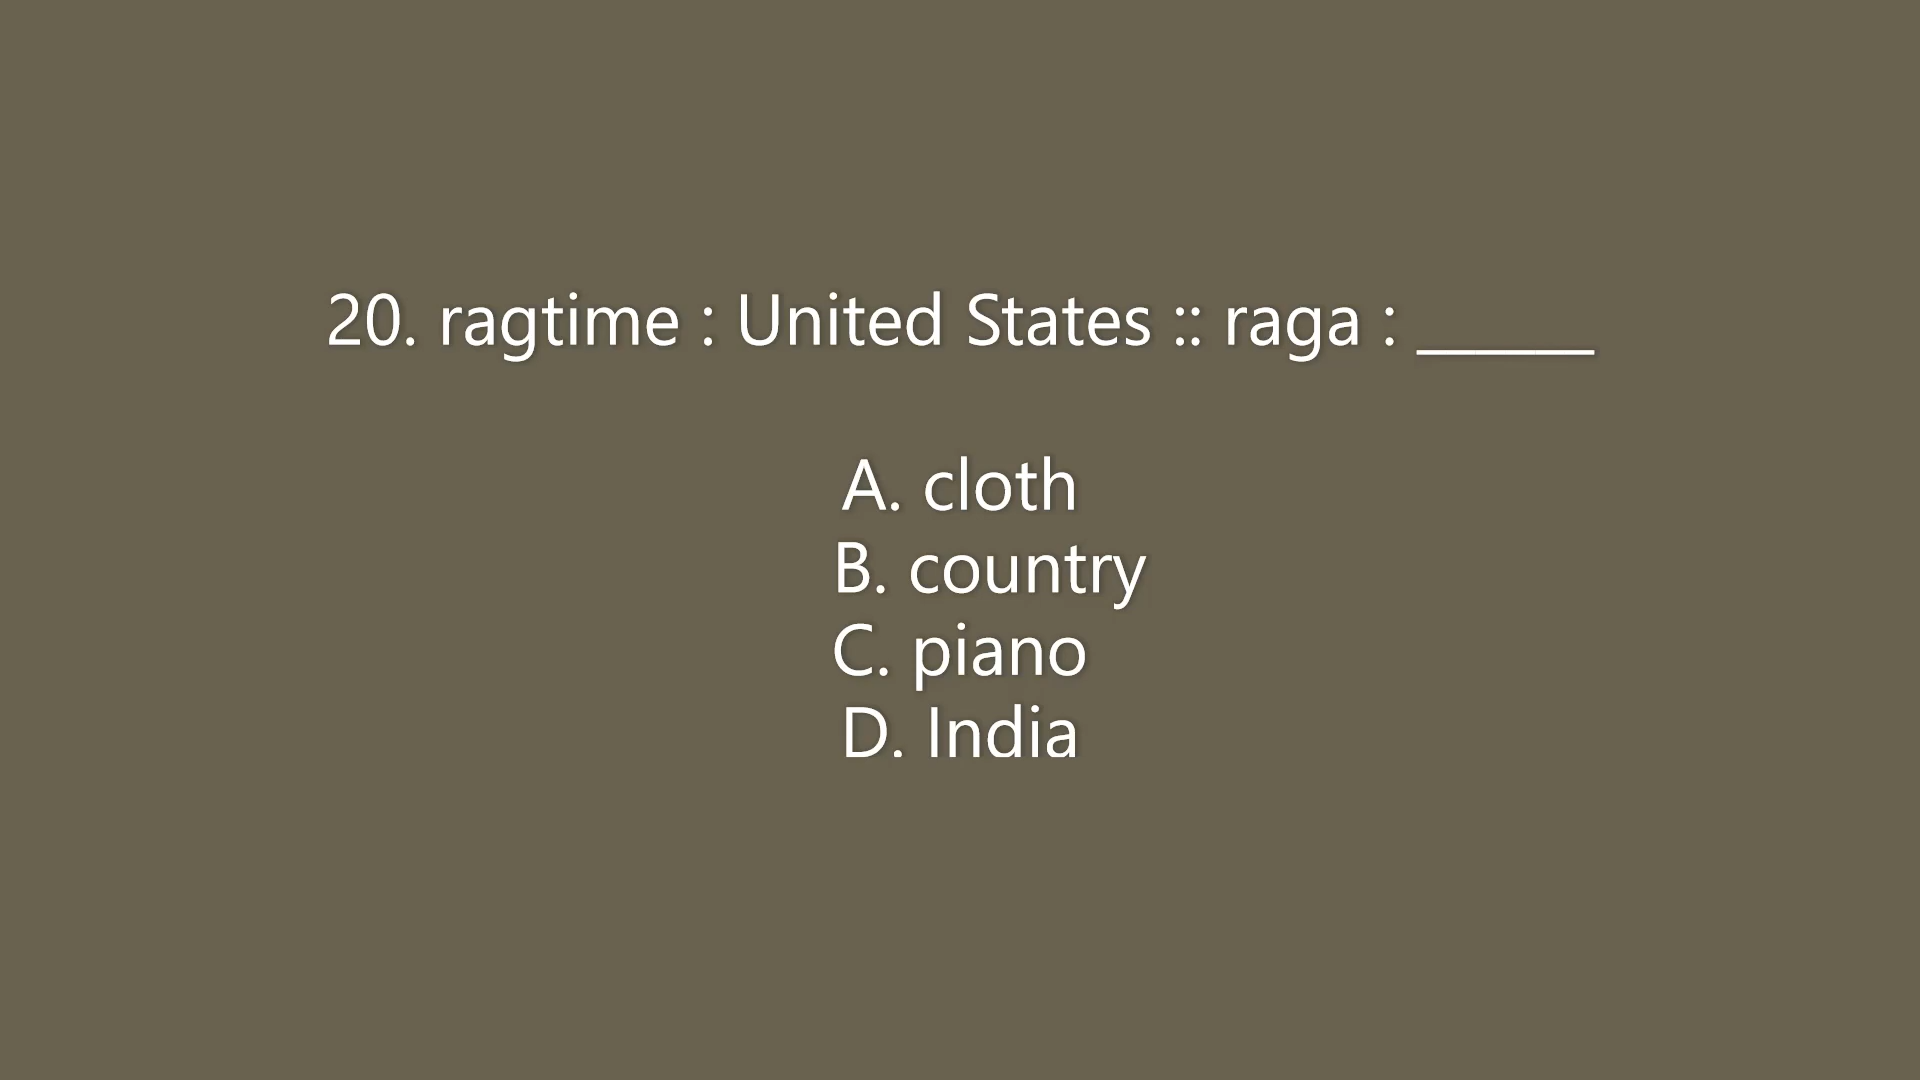 20. ragtime : United States :: raga : ______
A. cloth
B. country
C. piano
D. India